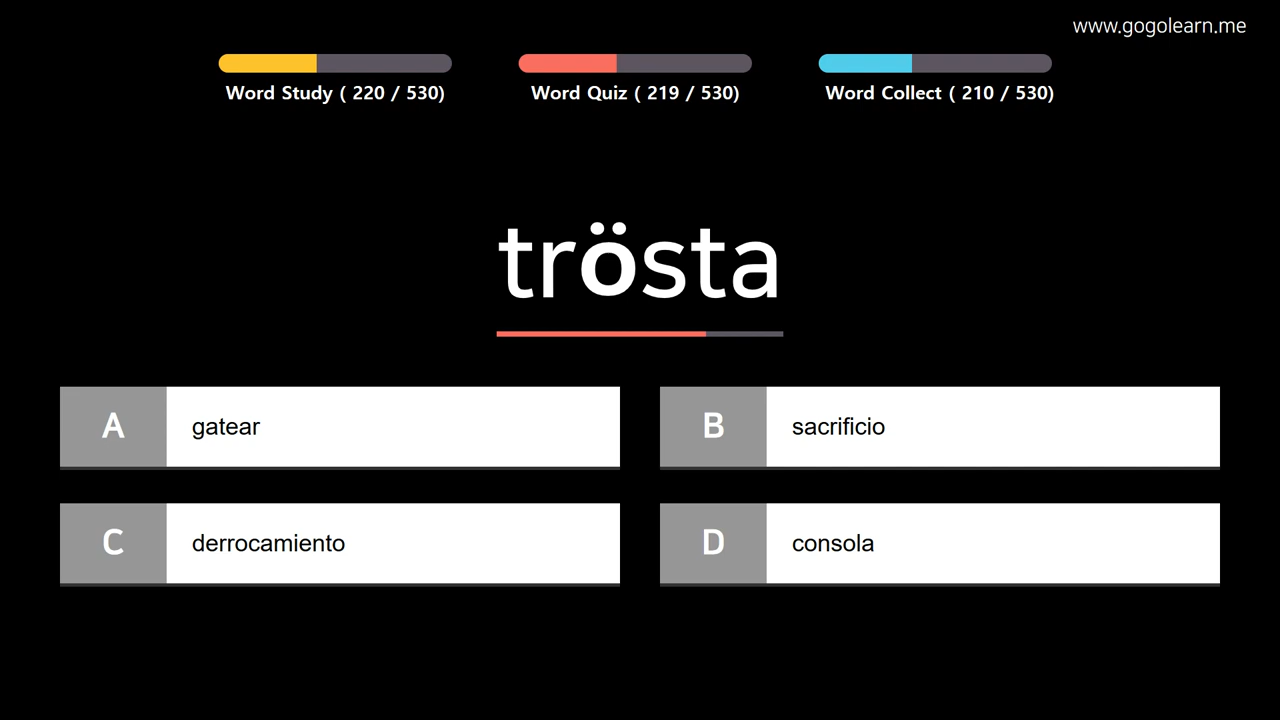 www.gogolearn.me
Word Study ( 220 / 530)
Word Quiz ( 219 / 530)
Word Collect ( 210 / 530)
trösta
A
gatear
B
sacrificio
C
derrocamiento
D
consola